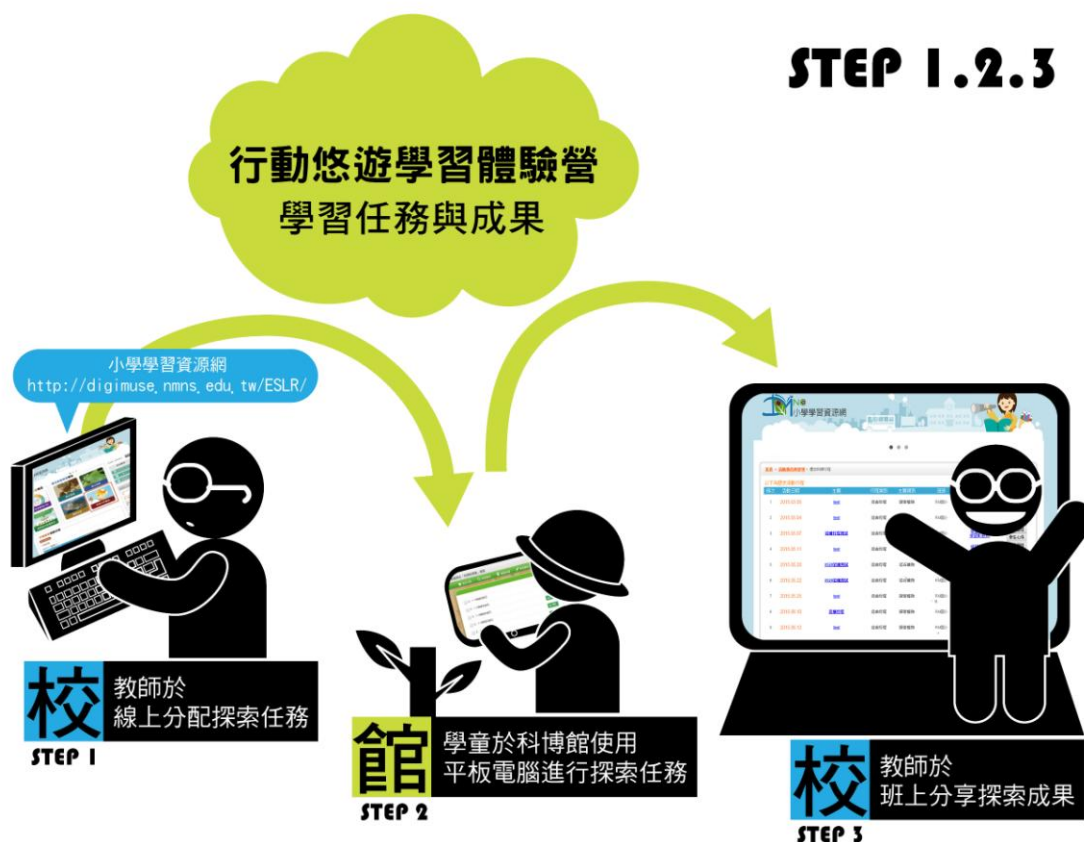 STEP 1.2.3
行動悠遊學習體驗營
學習任務與成果
小學學習資源網
http://digimuse.nmns.edu.tw/ESLR/
校
教師於
線上分配探索任務
STEP 1
館
學童於科博館使用
平板電腦進行探索任務
STEP 2
小學學習資源網
校
教師於
班上分享探索成果
STEP 3